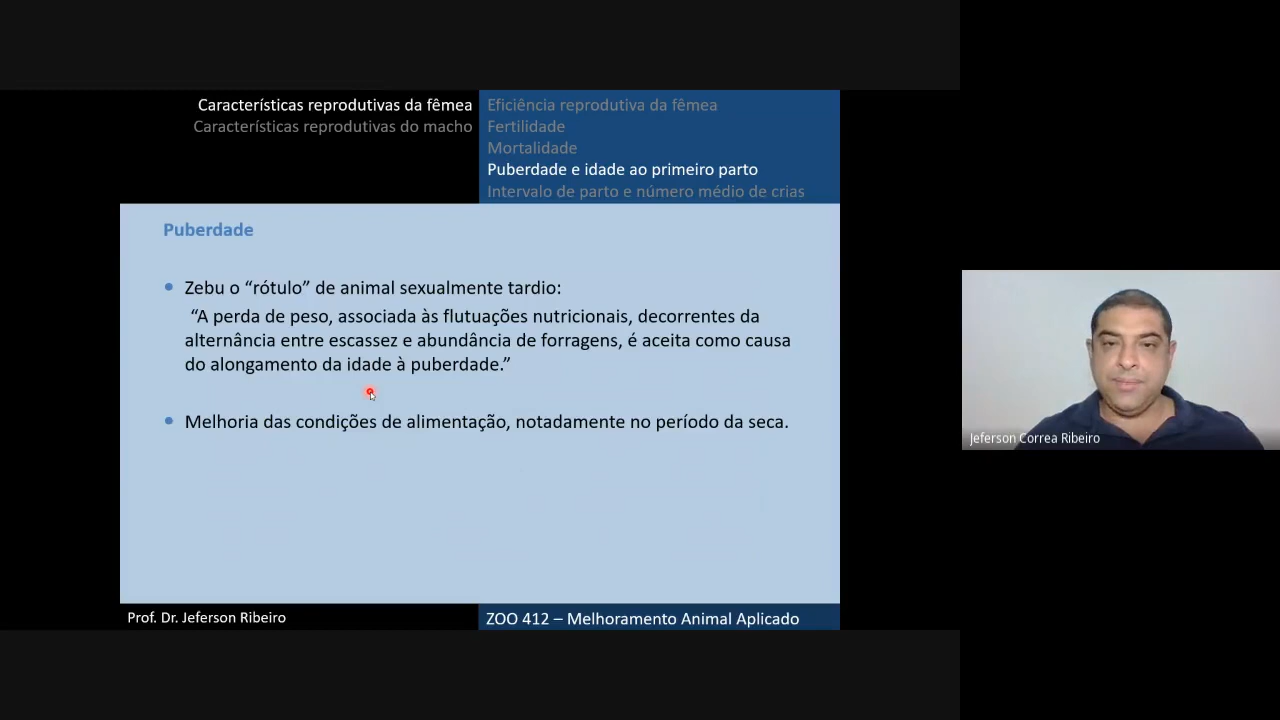 Características reprodutivas da fêmea
Características reprodutivas do macho
Eficiência reprodutiva da fêmea
Fertilidade
Mortalidade
Puberdade e idade ao primeiro parto
Intervalo de parto e número médio de crias
Puberdade
• Zebu o “rótulo” de animal sexualmente tardio:
“A perda de peso, associada às flutuações nutricionais, decorrentes da
alternância entre escassez e abundância de forragens, é aceita como causa
do alongamento da idade à puberdade.”
• Melhoria das condições de alimentação, notadamente no período da seca.
Jeferson Correa Ribeiro
Prof. Dr. Jeferson Ribeiro
ZOO 412 – Melhoramento Animal Aplicado